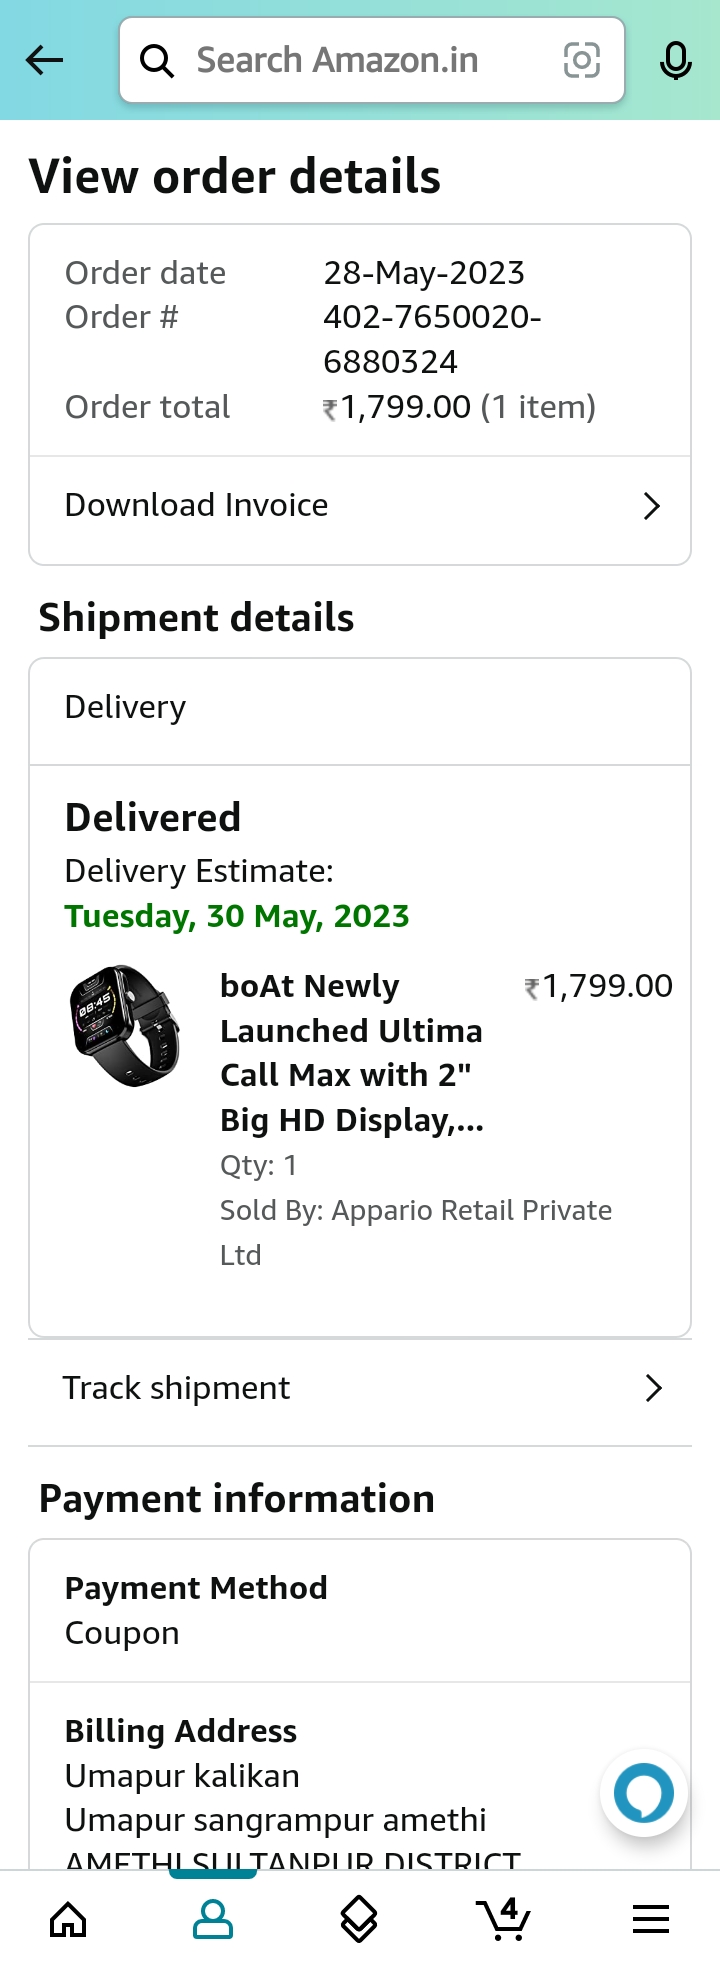 Search Amazon.in
View order details
Order date 28-May-2023
Order # 402-7650020-
6880324
Order total ₹1,799.00 (1 item)
Download Invoice
Shipment details
Delivery
Delivered
Delivery Estimate:
Tuesday, 30 May, 2023
08:45
boAt Newly ₹1,799.00
Launched Ultima
Call Max with 2"
Big HD Display,...
Qty: 1
Sold By: Appario Retail Private
Ltd
Track shipment
Payment information
Payment Method
Coupon
Billing Address
Umapur kalikan
Umapur sangrampur amethi
AMETHI SULTANPUR DISTRICT
4